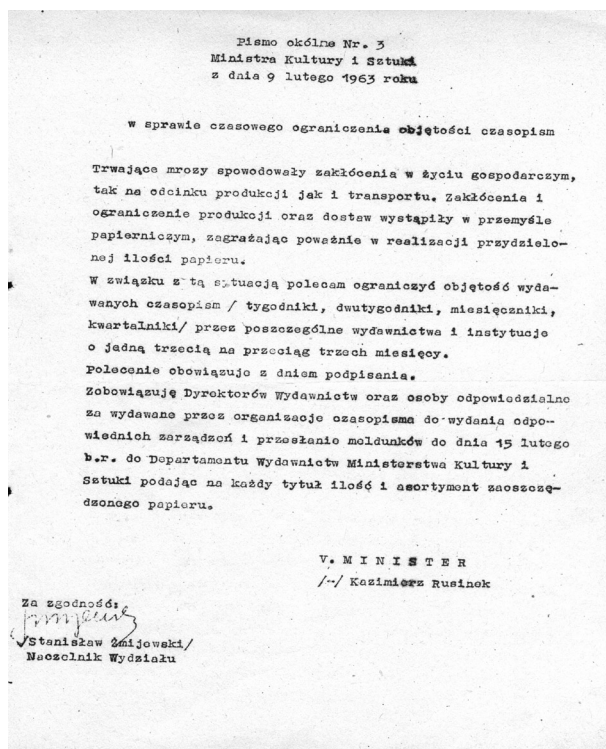 Pismo okólne Nr. 3
Ministra Kultury i Sztuki
z dnia 9 lutego 1963 roku
w sprawie czasowego ograniczenia objętości czasopism
Trwające mrozy spowodowały zakłócenia w życiu gospodarczym,
tak na odcinku produkcji jak i transportu. Zakłócenia i
ograniczenie produkcji oraz dostaw wystąpiły w przemyśle
papierniczym, zagrażając poważnie w realizacji przydzielo-
nej ilości papieru.
W związku z tą sytuacją polecam ograniczyć objętość wyda-
wanych czasopism / tygodniki, dwutygodniki, miesięczniki,
kwartalniki/ przez poszczególne wydawnictwa i instytucje
o jedną trzecią na przeciąg trzech miesięcy.
Polecenie obowiązuje z dniem podpisania.
Zobowiązuję Dyrektorów Wydawnictw oraz osoby odpowiedzialne
za wydawane przez organizacje czasopisma do wydania odpo-
wiednich zarządzeń i przesłanie meldunków do dnia 15 lutego
b.r. do Departamentu Wydawnictw Ministerstwa Kultury i
Sztuki podając na każdy tytuł ilość i asortyment zaoszczę-
dzonego papieru.
V. M I N I S T E R
/-/ Kazimierz Rusinek
Za zgodność:
/Stanisław Żmijowski/
Naczelnik Wydziału